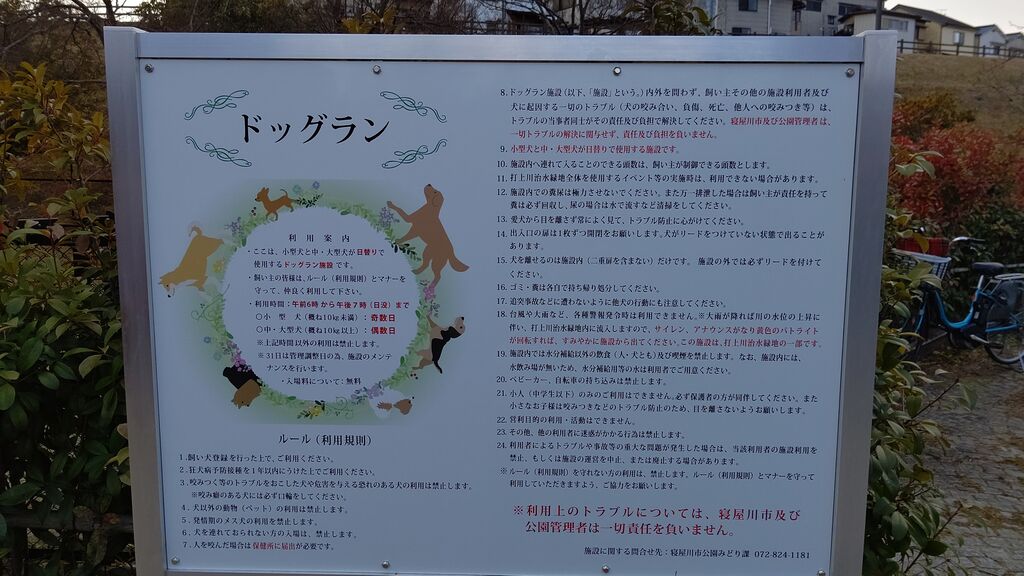 ドッグラン
利用案内
・ここは、小型犬と中・大型犬が日替りで
使用するドッグラン施設です。
・飼い主の皆様は、ルール（利用規則）とマナーを
守って、仲良く利用して下さい。
・利用時間：午前6時から午後7時（日没）まで
〇小 型 犬（概ね10kg未満）：奇数日
〇中・大型犬（概ね10kg以上）：偶数日
※上記時間以外の利用は禁止します。
※31日は管理調整日の為、施設のメンテ
ナンスを行います。
・入場料について：無料
ルール（利用規則）
1．飼い犬登録を行った上で、ご利用ください。
2．狂犬病予防接種を1年以内にうけた上でご利用ください。
3．咬みつく等のトラブルをおこした犬や危害を与える恐れのある犬の利用は禁止します。
※咬み癖のある犬には必ず口輪をしてください。
4．犬以外の動物（ペット）の利用は禁止します。
5．発情期のメス犬の利用を禁止します。
6．犬を連れておられない方の入場は、禁止します。
7．人を咬んだ場合は保健所に届出が必要です。
8．ドッグラン施設（以下、「施設」という。）内外を問わず、飼い主その他の施設利用者及び
犬に起因する一切のトラブル（犬の咬み合い、負傷、死亡、他人への咬みつき等）は、
トラブルの当事者同士がその責任及び負担で解決してください。寝屋川市及び公園管理者は、
一切トラブルの解決に関与せず、責任及び負担を負いません。
9．小型犬と中・大型犬が日替りで使用する施設です。
10．施設内へ連れて入ることのできる頭数は、飼い主が制御できる頭数とします。
11．打上川治水緑地全体を使用するイベント等の実施時は、利用できない場合があります。
12．施設内での糞尿は極力させないでください。また万一排泄した場合は飼い主が責任を持って
糞は必ず回収し、尿の場合は水で流すなど清掃をしてください。
13．愛犬から目を離さず常によく見て、トラブル防止に心がけてください。
14．出入口の扉は1枚ずつ開閉をお願いします。犬がリードをつけていない状態で出ることが
あります。
15．犬を離せるのは施設内（二重扉を含まない）だけです。 施設の外では必ずリードを付けて
ください。
16．ゴミ・糞は各自で持ち帰り処分してください。
17．追突事故などに遭わないように他犬の行動にも注意してください。
18．台風や大雨など、各種警報発令時は利用できません。※大雨が降れば川の水位の上昇に
伴い、打上川治水緑地内に流入しますので、サイレン、アナウンスがなり黄色のパトライト
が回転すれば、すみやかに施設から出てください。この施設は、打上川治水緑地の一部です。
19．施設内では水分補給以外の飲食（人・犬とも）及び喫煙を禁止します。なお、施設内には、
水飲み場が無いため、水分補給用等の水は利用者でご用意ください。
20．ベビーカー、自転車の持ち込みは禁止します。
21．小人（中学生以下）のみのご利用はできません。必ず保護者の方が同伴してください。また
小さなお子様は咬みつきなどのトラブル防止のため、目を離さないようお願いします。
22．営利目的の利用・活動はできません。
23．その他、他の利用者に迷惑がかかる行為は禁止します。
24．利用者によるトラブルや事故等の重大な問題が発生した場合は、当該利用者の施設利用を
禁止、もしくは施設の運営を中止、または廃止する場合があります。
※ルール（利用規則）を守れない方の利用は、禁止します。ルール（利用規則）とマナーを守って
利用していただきますよう、ご協力をお願いします。
※利用上のトラブルについては、寝屋川市及び
公園管理者は一切責任を負いません。
施設に関する問合せ先：寝屋川市公園みどり課 072-824-1181